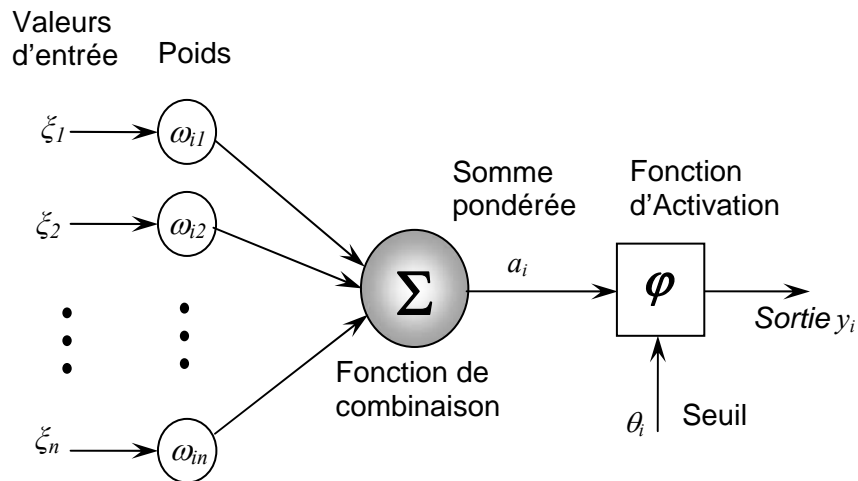 Valeurs
d'entrée
Poids
ξ1
ωi1
ξ2
ωi2
ξn
ωin
Σ
Fonction de
combinaison
Somme
pondérée
ai
Fonction
d'Activation
φ
Sortie yi
θi
Seuil